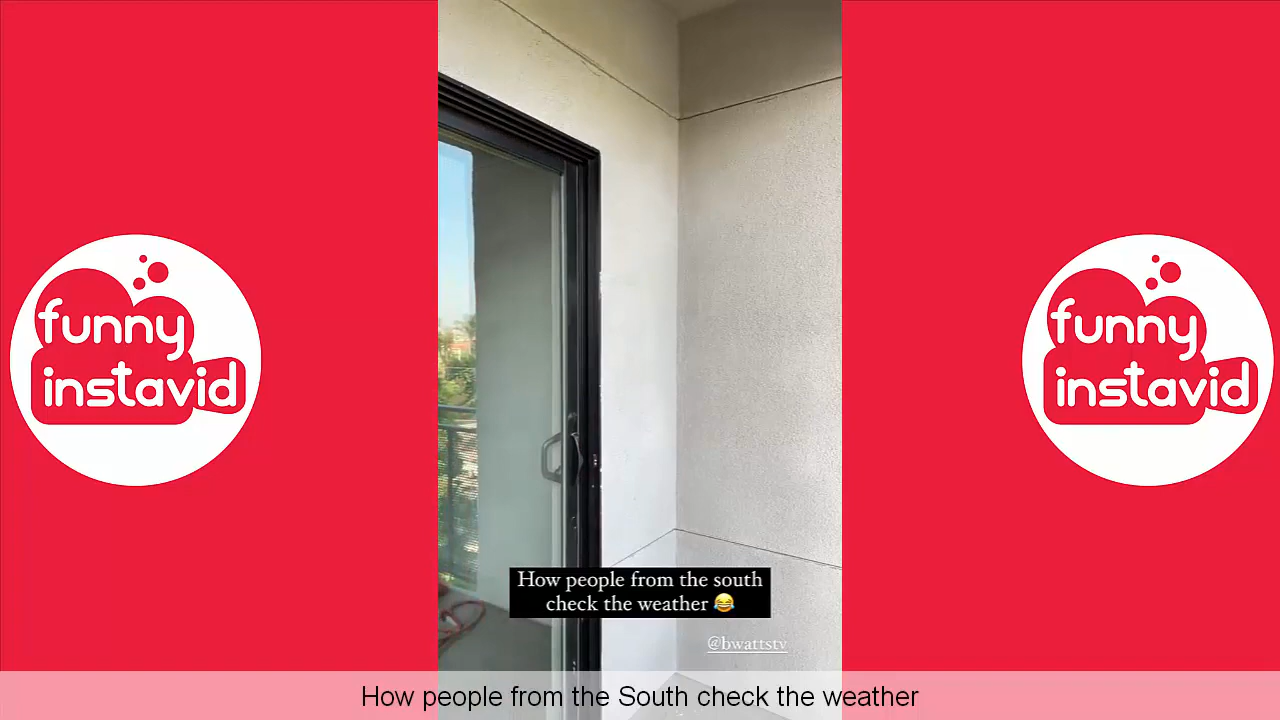 funny
instavid
How people from the south
check the weather 😂
@bwattstv
funny
instavid
How people from the South check the weather